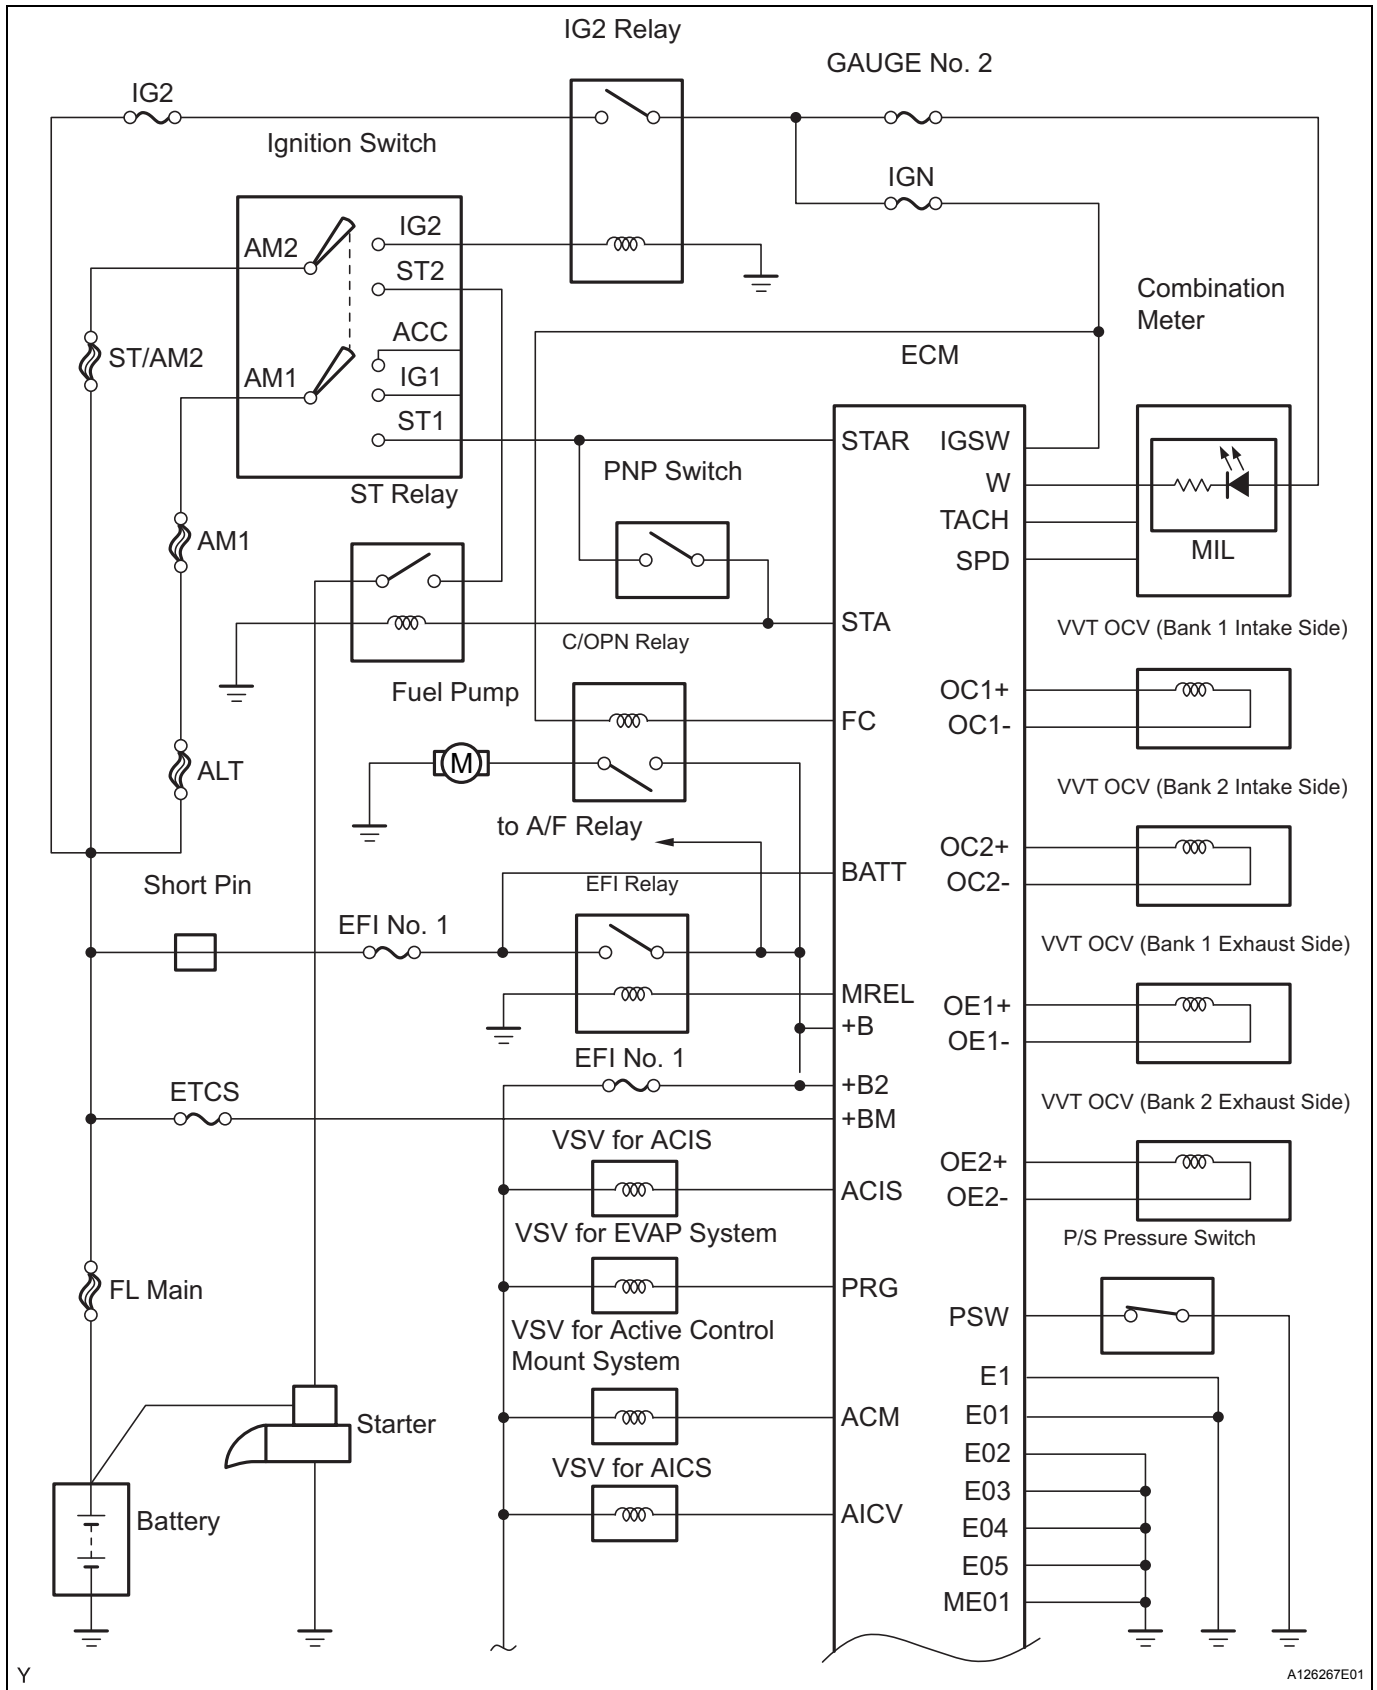 IG2 Relay
GAUGE No. 2
IG2
Ignition Switch
IGN
AM2
IG2
ST2
ACC
AM1
IG1
ST1
ST/AM2
Combination
Meter
ECM
ST Relay
PNP Switch
STAR
IGSW
W
TACH
SPD
MIL
AM1
STA
C/OPN Relay
VVT OCV (Bank 1 Intake Side)
Fuel Pump
FC
OC1+
OC1-
M
ALT
to A/F Relay
VVT OCV (Bank 2 Intake Side)
Short Pin
EFI Relay
BATT
OC2+
OC2-
EFI No. 1
VVT OCV (Bank 1 Exhaust Side)
MREL
+B
OE1+
OE1-
EFI No. 1
ETCS
+B2
+BM
VVT OCV (Bank 2 Exhaust Side)
VSV for ACIS
ACIS
OE2+
OE2-
VSV for EVAP System
P/S Pressure Switch
FL Main
PRG
PSW
VSV for Active Control
Mount System
E1
Starter
ACM
E01
VSV for AICS
E02
E03
Battery
AICV
E04
E05
ME01
Y
A126267E01